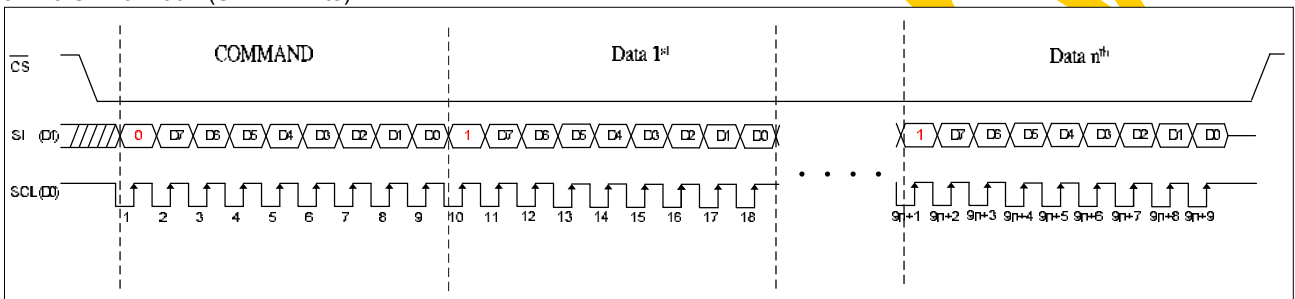 COMMAND Data 1st Data nth
CS
SI (D1) 0 D7 D6 D5 D4 D3 D2 D1 D0 1 D7 D6 D5 D4 D3 D2 D1 D0 1 D7 D6 D5 D4 D3 D2 D1 D0
SCL(D0)
1 2 3 4 5 6 7 8 9 10 11 12 13 14 15 16 17 18 9n+1 9n+2 9n+3 9n+4 9n+5 9n+6 9n+7 9n+8 9n+9